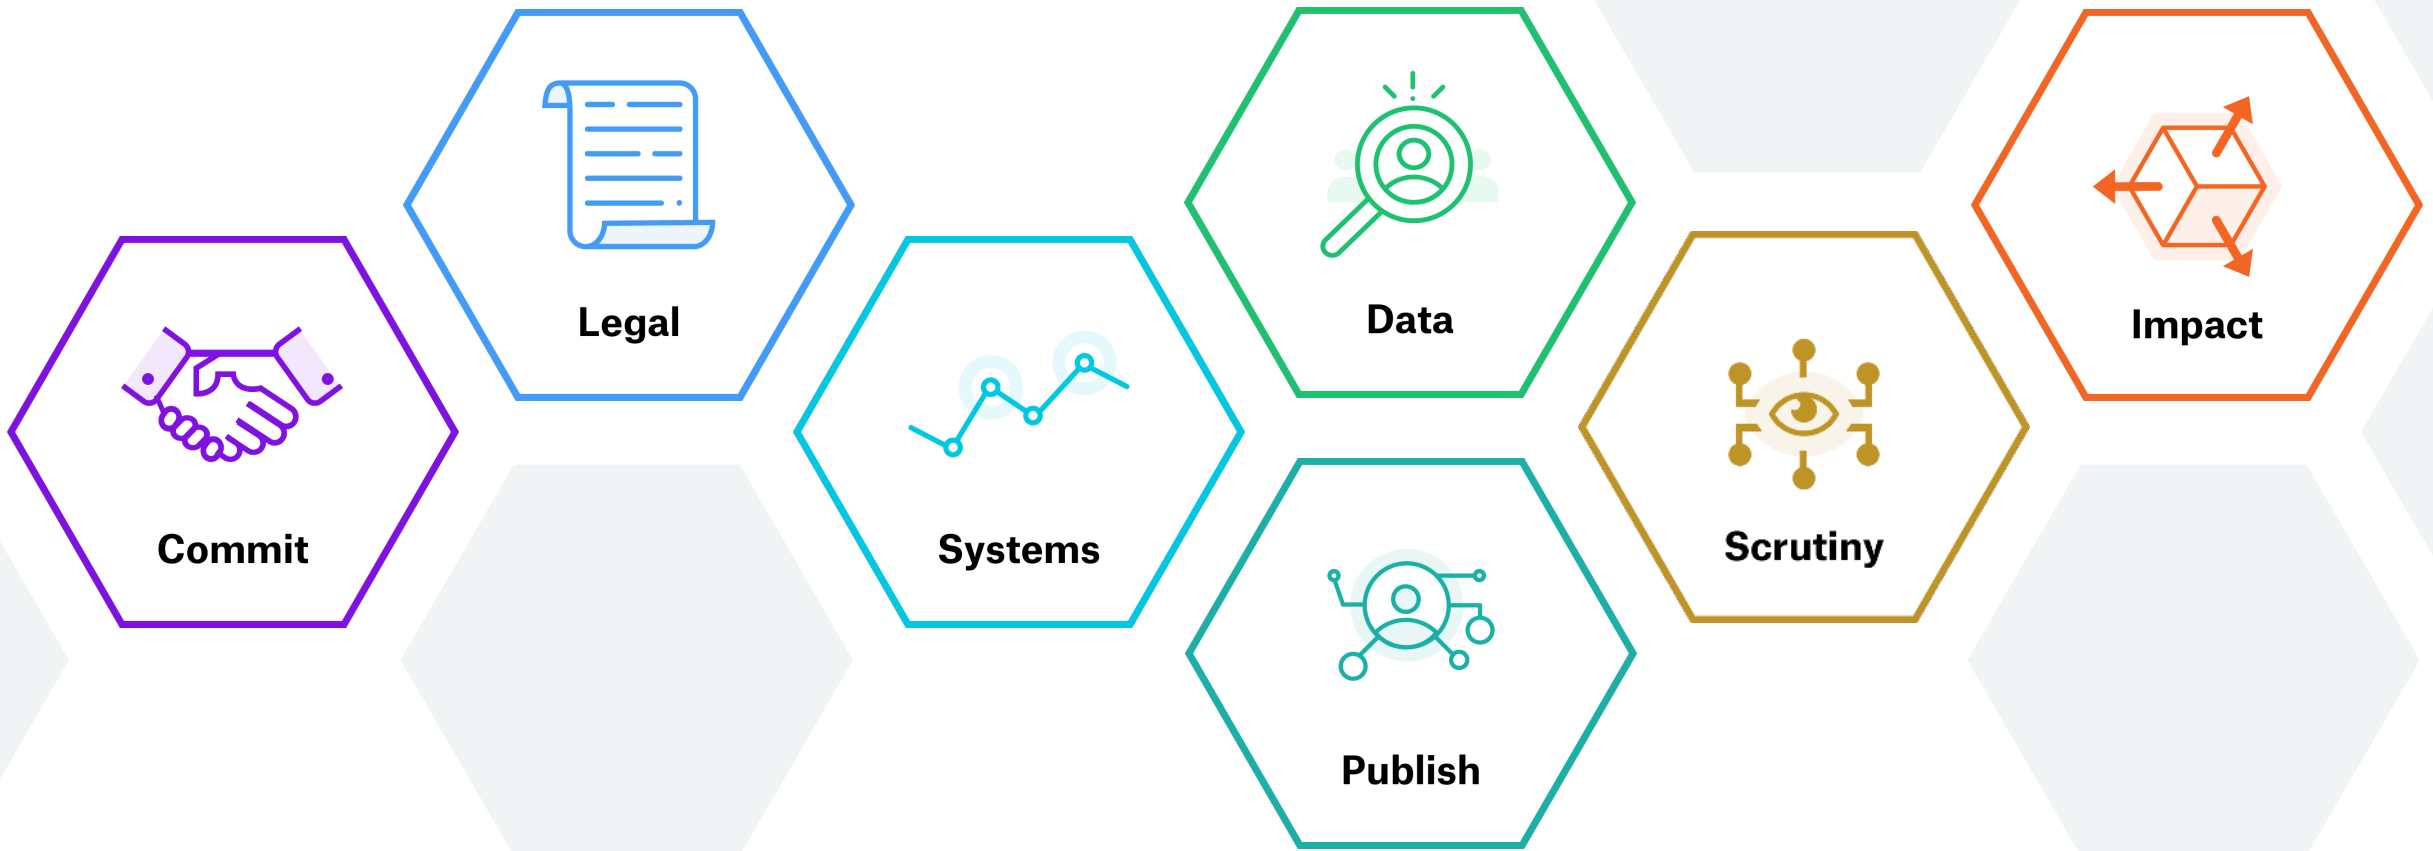 Commit
Legal
Systems
Data
Publish
Scrutiny
Impact